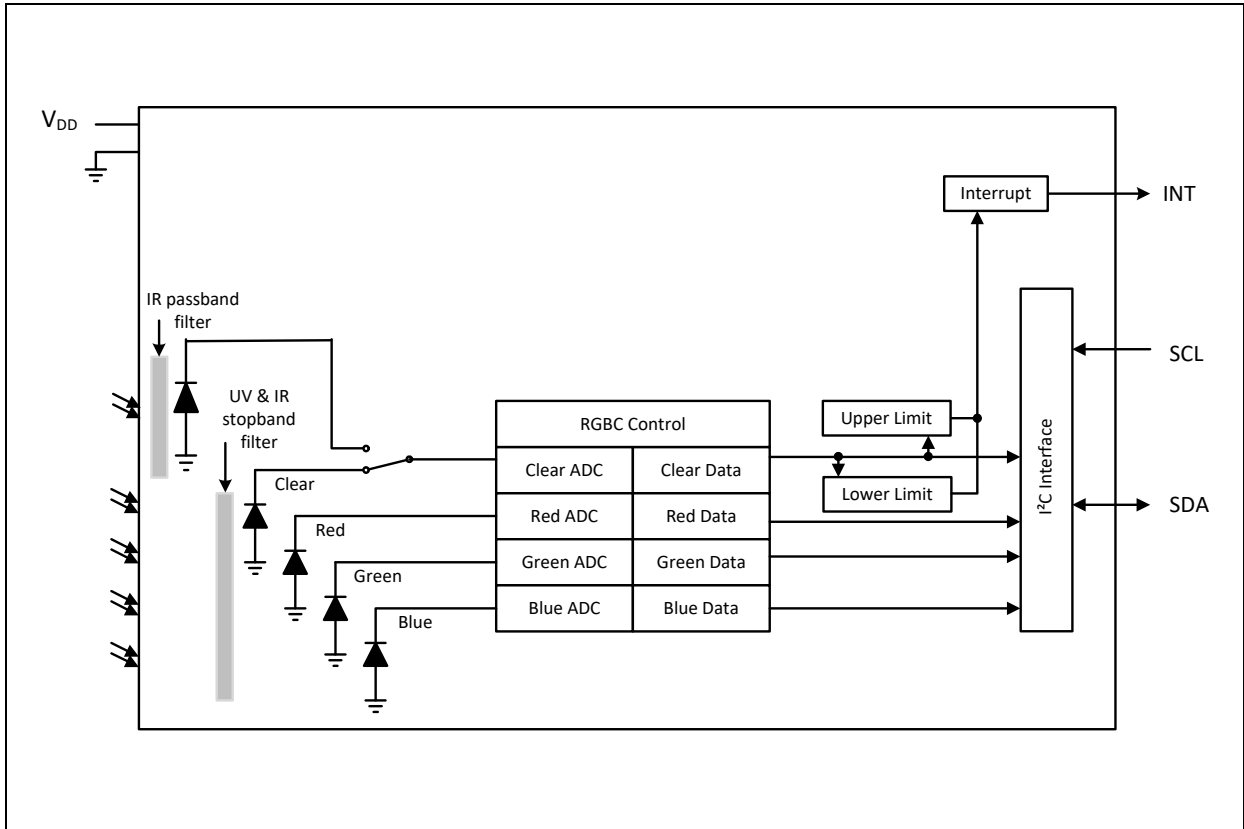 V_DD
Interrupt
INT
IR passband
filter
SCL
UV & IR
stopband
filter
RGBC Control
Upper Limit
Clear
Clear ADC
Clear Data
Lower Limit
I²C Interface
Red
Red ADC
Red Data
SDA
Green
Green ADC
Green Data
Blue
Blue ADC
Blue Data